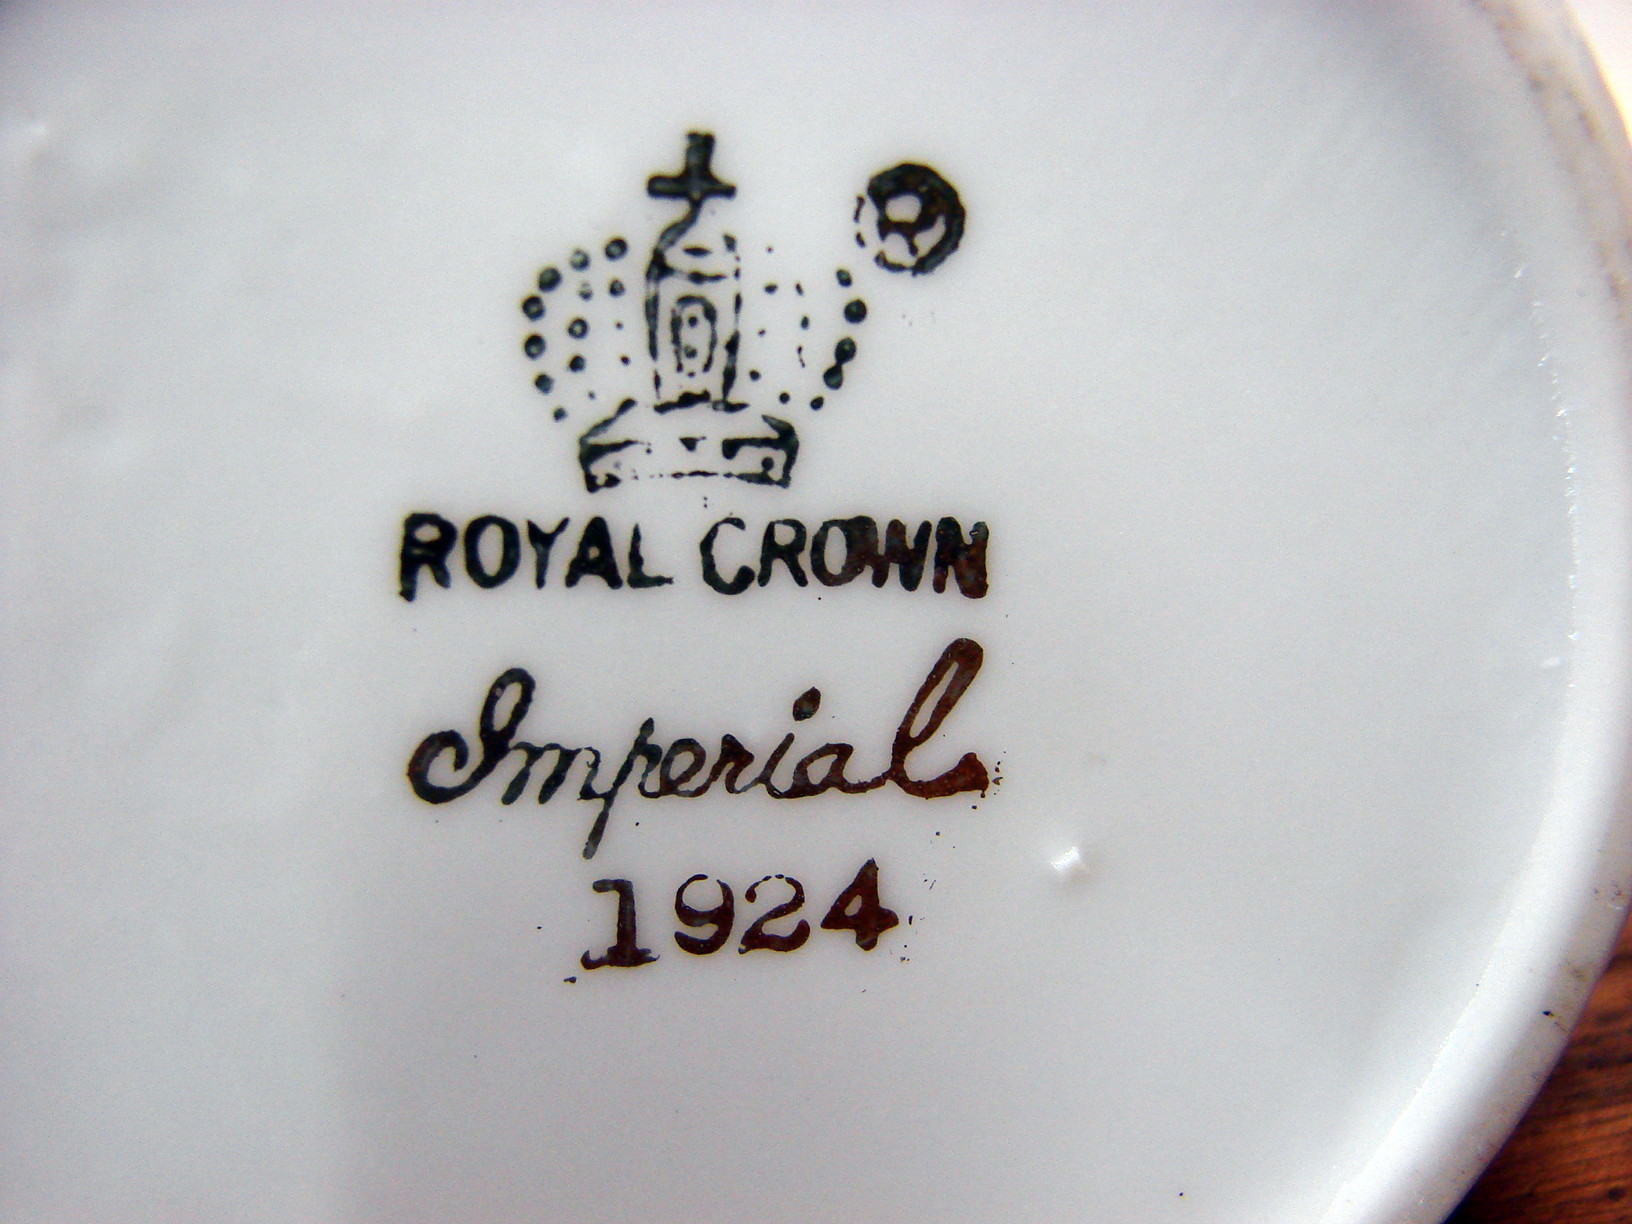 R
ROYAL CROWN
Imperial
1924